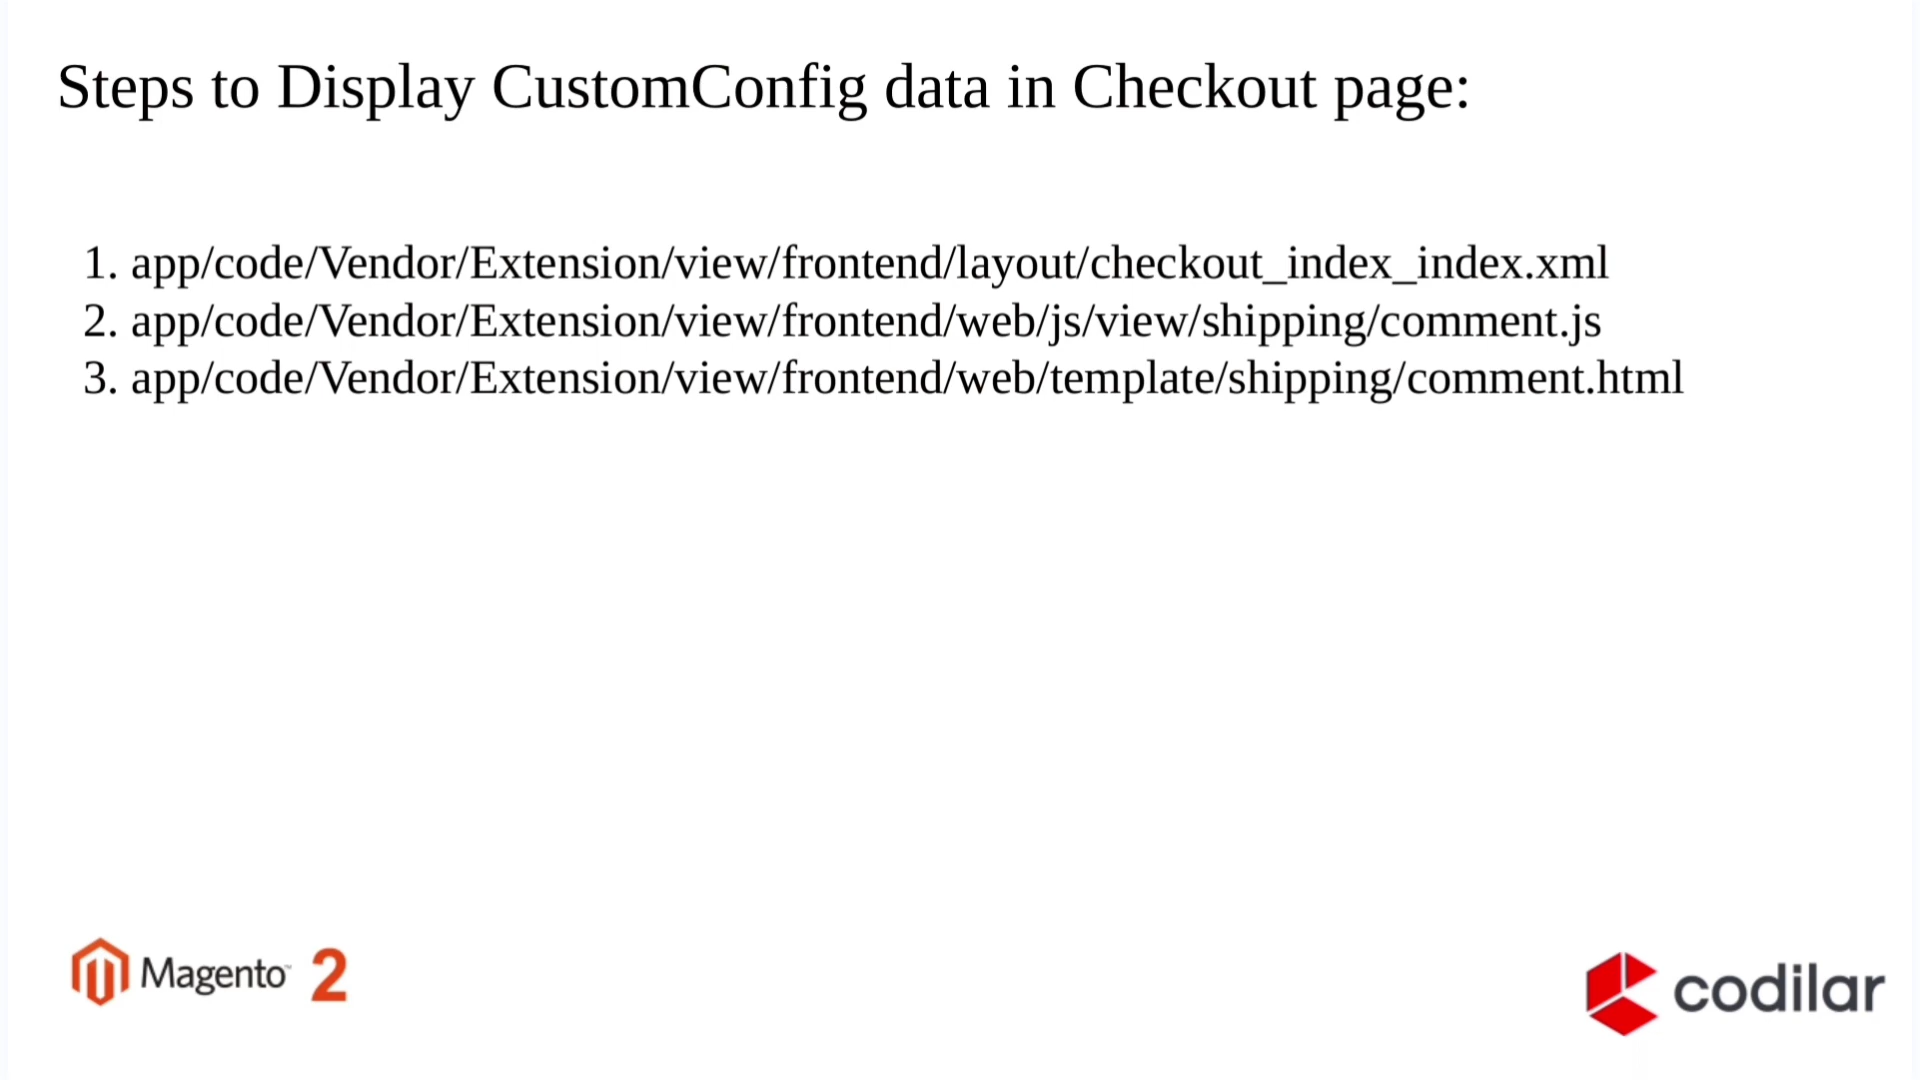 Steps to Display CustomConfig data in Checkout page:
1. app/code/Vendor/Extension/view/frontend/layout/checkout_index_index.xml
2. app/code/Vendor/Extension/view/frontend/web/js/view/shipping/comment.js
3. app/code/Vendor/Extension/view/frontend/web/template/shipping/comment.html
Magento™ 2
codilar